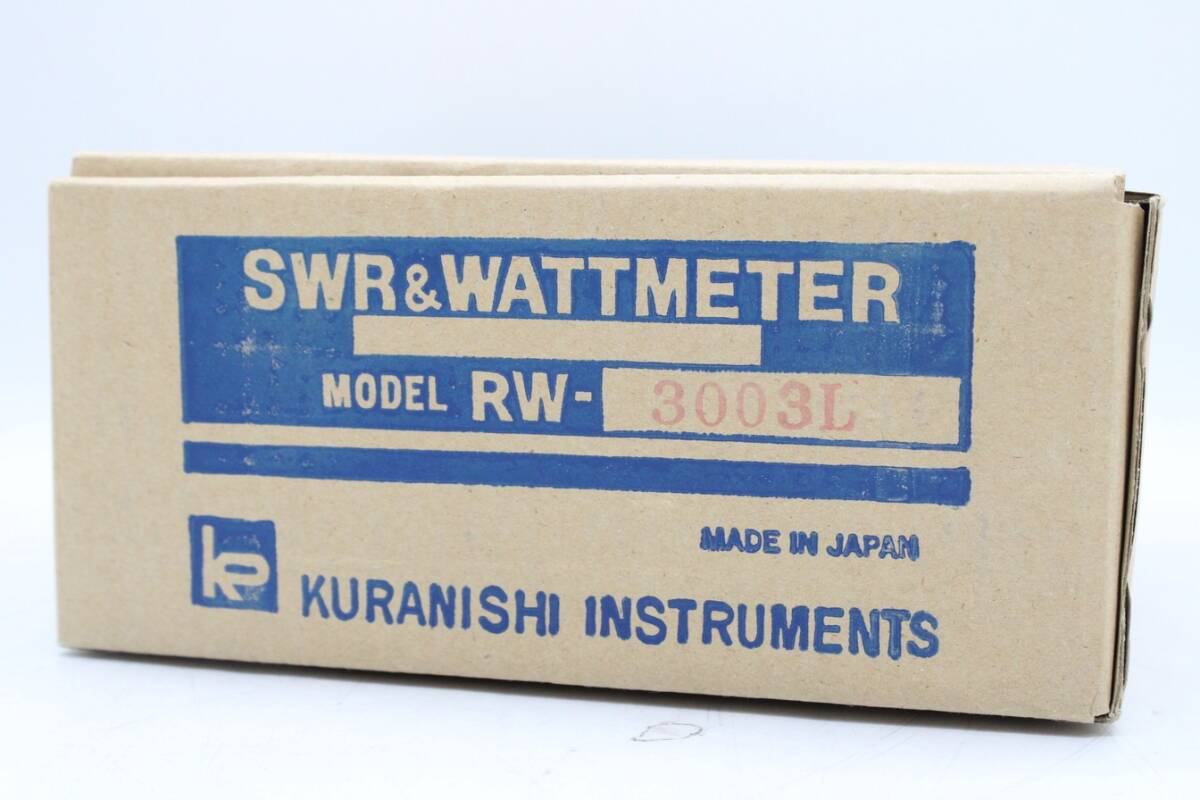 SWR&WATTMETER
MODEL RW-3003L
MADE IN JAPAN
KURANISHI INSTRUMENTS